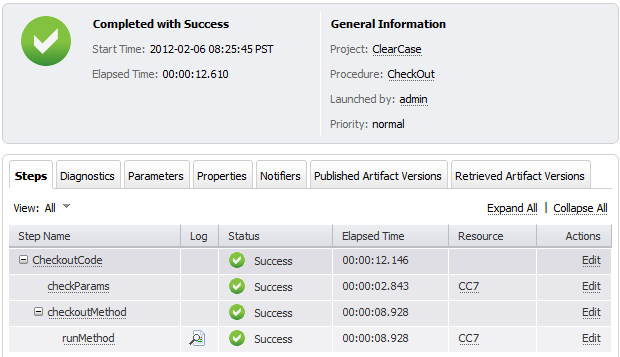 Completed with Success
Start Time: 2012-02-06 08:25:45 PST
Elapsed Time: 00:00:12.610
General Information
Project: ClearCase
Procedure: CheckOut
Launched by: admin
Priority: normal
Steps Diagnostics Parameters Properties Notifiers Published Artifact Versions Retrieved Artifact Versions
View: All Expand All | Collapse All
Step Name Log Status Elapsed Time Resource Actions
CheckoutCode Success 00:00:12.146 Edit
checkParams Success 00:00:02.843 CC7 Edit
checkoutMethod Success 00:00:08.928 Edit
runMethod Success 00:00:08.928 CC7 Edit